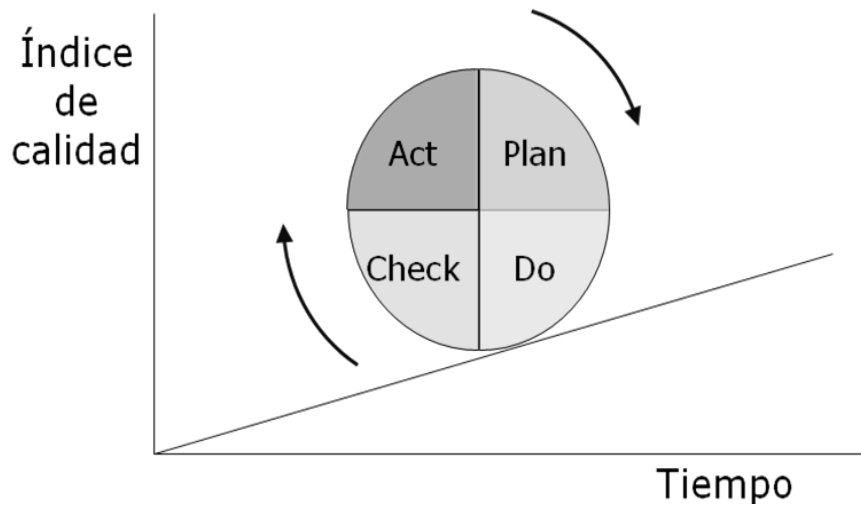 Índice
de
calidad
Act
Plan
Check
Do
Tiempo